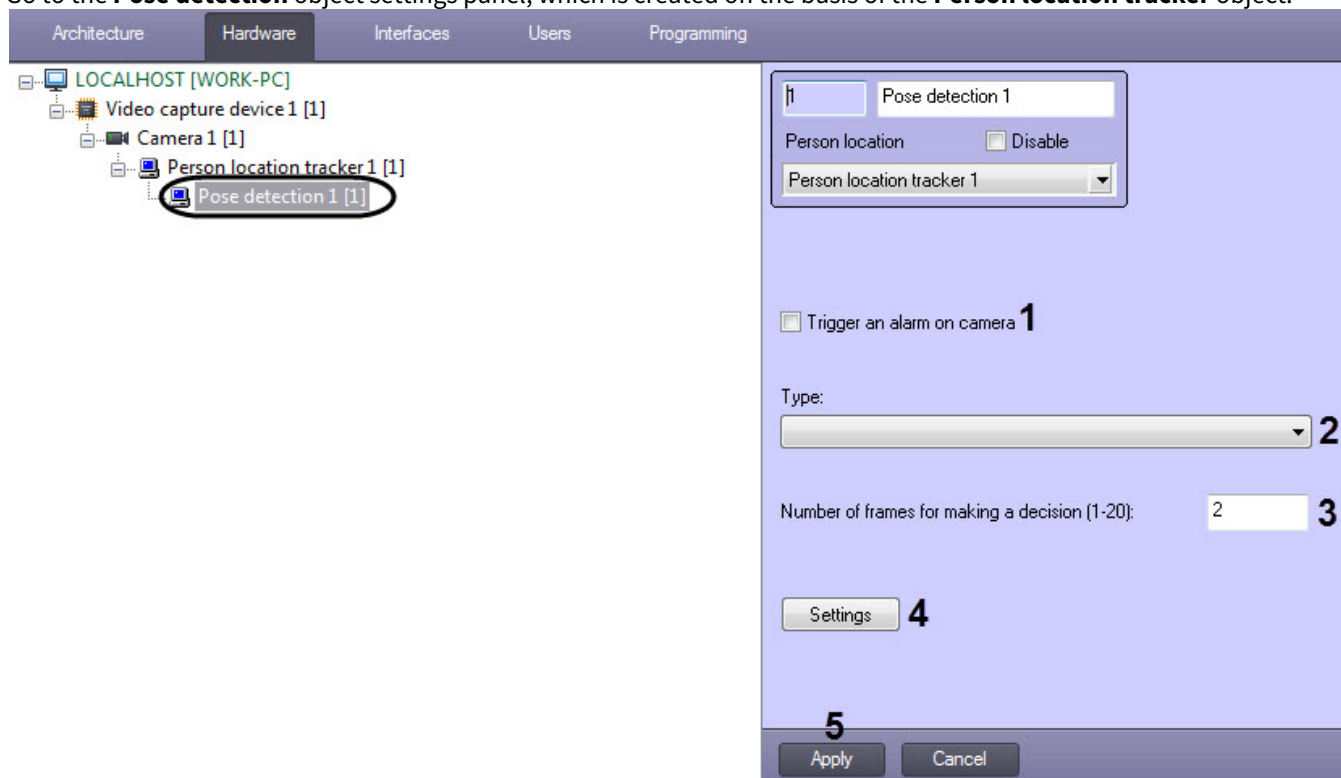 Go to the Pose detection object settings panel, which is created on the basis of the Person location tracker object.
Architecture Hardware Interfaces Users Programming
LOCALHOST [WORK-PC]
Video capture device 1 [1]
Camera 1 [1]
Person location tracker 1 [1]
Pose detection 1 [1]
1 Pose detection 1
Person location Disable
Person location tracker 1
Trigger an alarm on camera 1
Type:
2
Number of frames for making a decision (1-20): 2 3
Settings 4
5
Apply Cancel